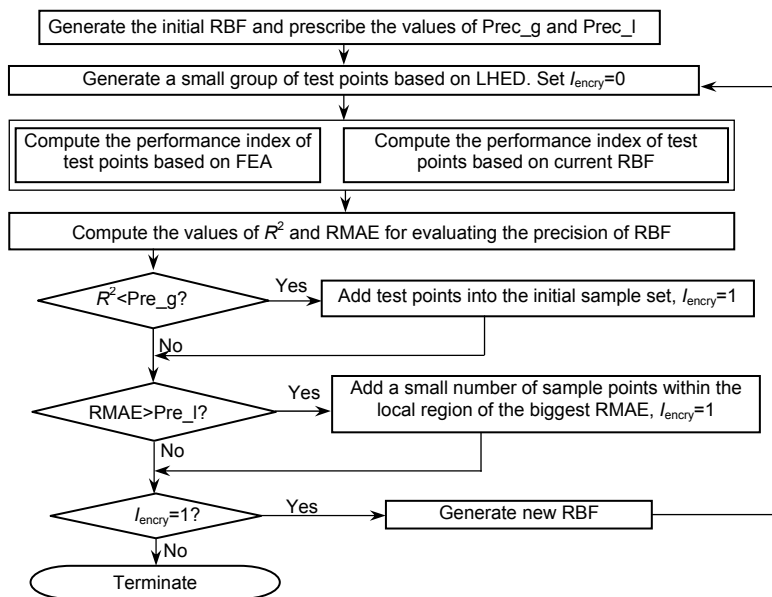 Generate the initial RBF and prescribe the values of Prec_g and Prec_l
Generate a small group of test points based on LHED. Set I_encry=0
Compute the performance index of
test points based on FEA
Compute the performance index of test
points based on current RBF
Compute the values of R² and RMAE for evaluating the precision of RBF
R²<Pre_g?
Yes
Add test points into the initial sample set, I_encry=1
No
RMAE>Pre_l?
Yes
Add a small number of sample points within the
local region of the biggest RMAE, I_encry=1
No
I_encry=1?
Yes
Generate new RBF
No
Terminate